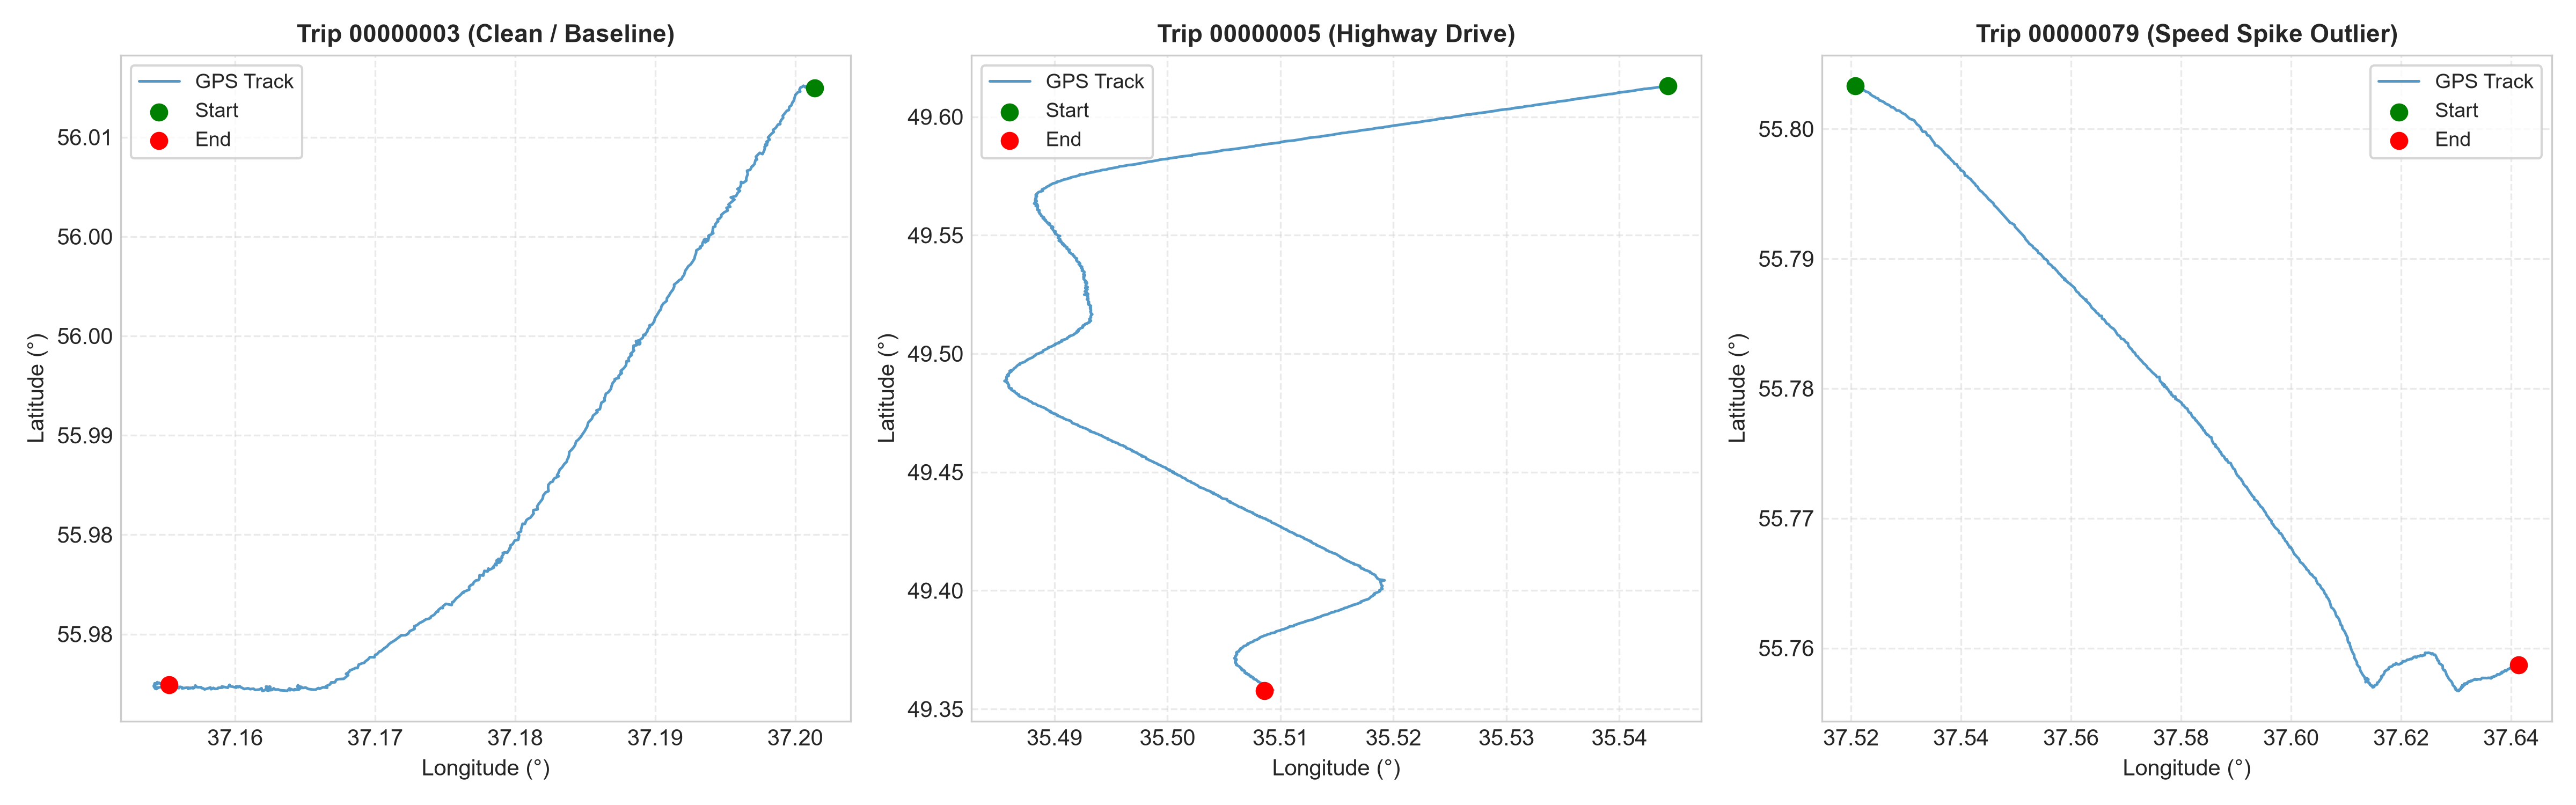 Trip 00000003 (Clean / Baseline)
GPS Track
Start
End
56.01
56.00
56.00
55.99
55.98
55.98
Latitude (°)
37.16 37.17 37.18 37.19 37.20
Longitude (°)
Trip 00000005 (Highway Drive)
GPS Track
Start
End
49.60
49.55
49.50
49.45
49.40
49.35
Latitude (°)
35.49 35.50 35.51 35.52 35.53 35.54
Longitude (°)
Trip 00000079 (Speed Spike Outlier)
GPS Track
Start
End
55.80
55.79
55.78
55.77
55.76
Latitude (°)
37.52 37.54 37.56 37.58 37.60 37.62 37.64
Longitude (°)